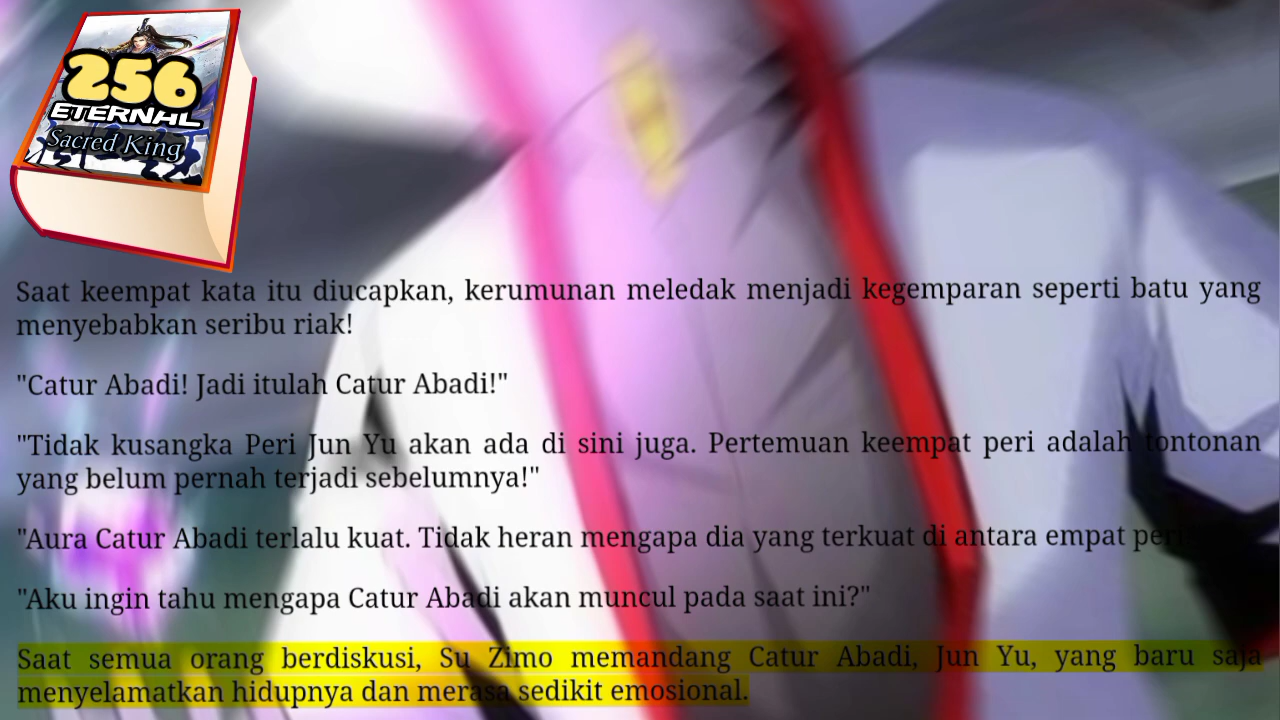 256
ETERNAL
Sacred King
Saat keempat kata itu diucapkan, kerumunan meledak menjadi kegemparan seperti batu yang
menyebabkan seribu riak!
"Catur Abadi! Jadi itulah Catur Abadi!"
"Tidak kusangka Peri Jun Yu akan ada di sini juga. Pertemuan keempat peri adalah tontonan
yang belum pernah terjadi sebelumnya!"
"Aura Catur Abadi terlalu kuat. Tidak heran mengapa dia yang terkuat di antara empat peri!"
"Aku ingin tahu mengapa Catur Abadi akan muncul pada saat ini?"
Saat semua orang berdiskusi, Su Zimo memandang Catur Abadi, Jun Yu, yang baru saja
menyelamatkan hidupnya dan merasa sedikit emosional.